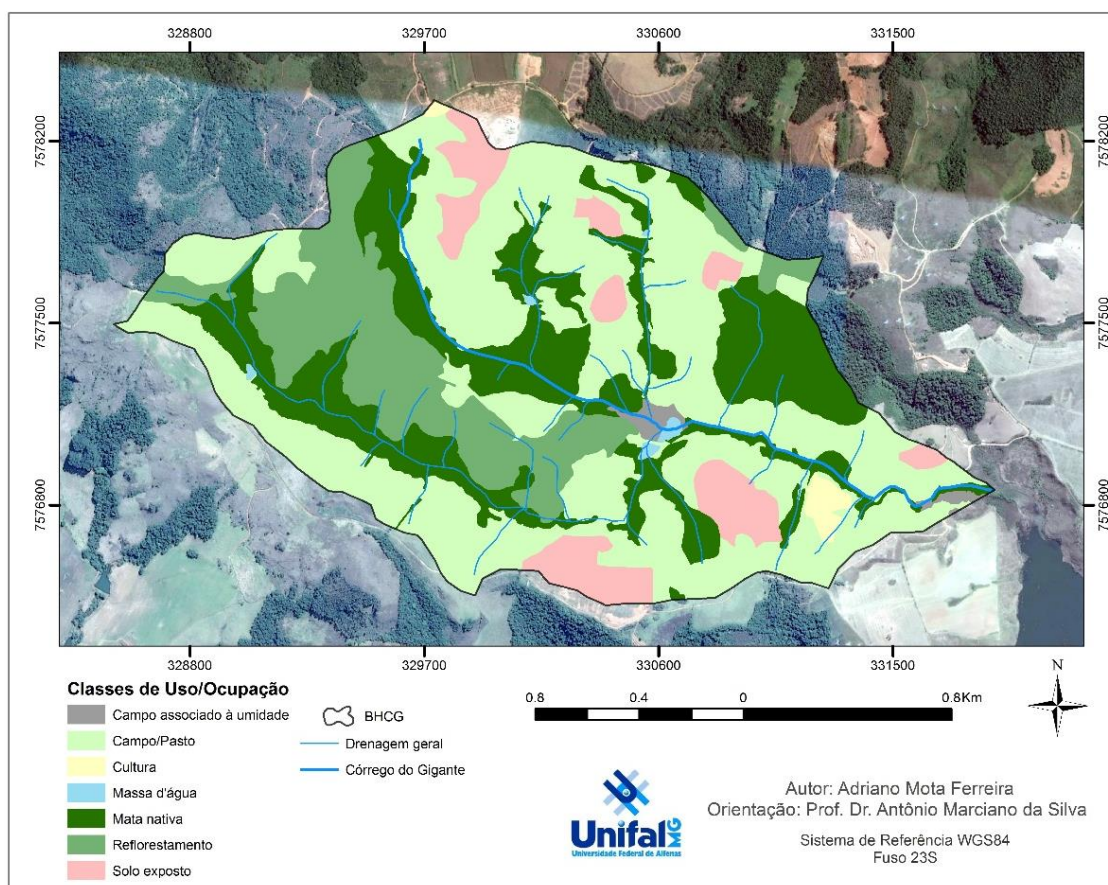 328800 329700 330600 331500
7578200 7578200
7577500 7577500
7576800 7576800
328800 329700 330600 331500
Classes de Uso/Ocupação
Campo associado à umidade
Campo/Pasto
Cultura
Massa d'água
Mata nativa
Reflorestamento
Solo exposto
BHCG
Drenagem geral
Córrego do Gigante
0.8 0.4 0 0.8Km
N
Unifal MG
Universidade Federal de Alfenas
Autor: Adriano Mota Ferreira
Orientação: Prof. Dr. Antônio Marciano da Silva
Sistema de Referência WGS84
Fuso 23S